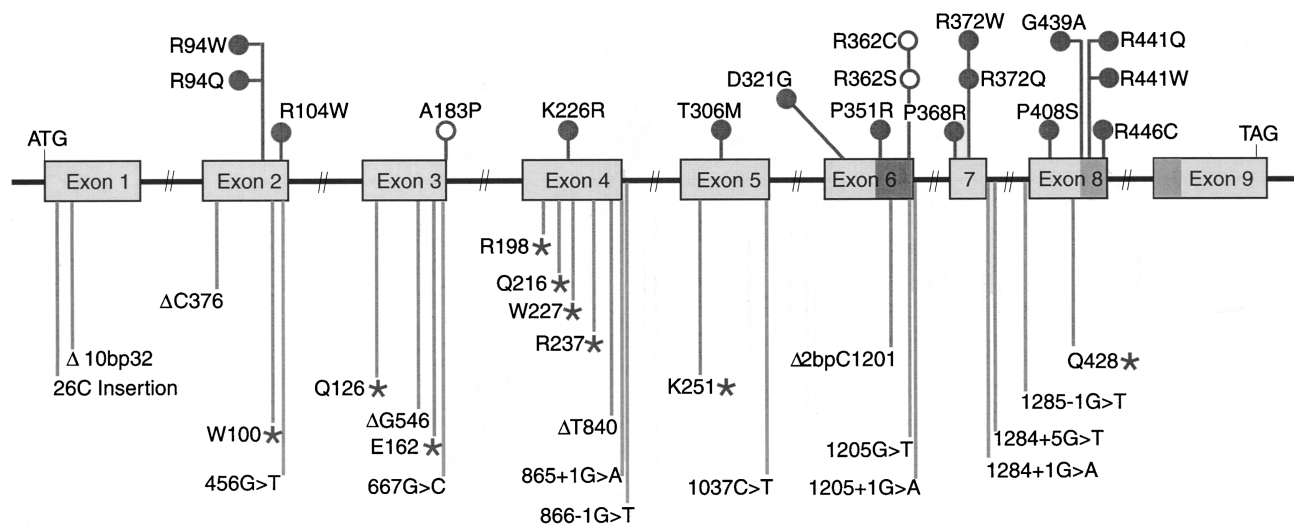 R94W
R94Q
R104W
A183P
K226R
T306M
D321G
R362C
R362S
P351R
R372W
R372Q
P368R
G439A
R441Q
R441W
P408S
R446C
ATG
TAG
Exon 1
//
Exon 2
//
Exon 3
//
Exon 4
//
Exon 5
//
Exon 6
//
7
//
Exon 8
//
Exon 9
Δ 10bp32
26C Insertion
ΔC376
W100*
456G>T
Q126*
ΔG546
E162*
667G>C
R198*
Q216*
W227*
R237*
ΔT840
865+1G>A
866-1G>T
K251*
1037C>T
Δ2bpC1201
1205G>T
1205+1G>A
Q428*
1285-1G>T
1284+5G>T
1284+1G>A